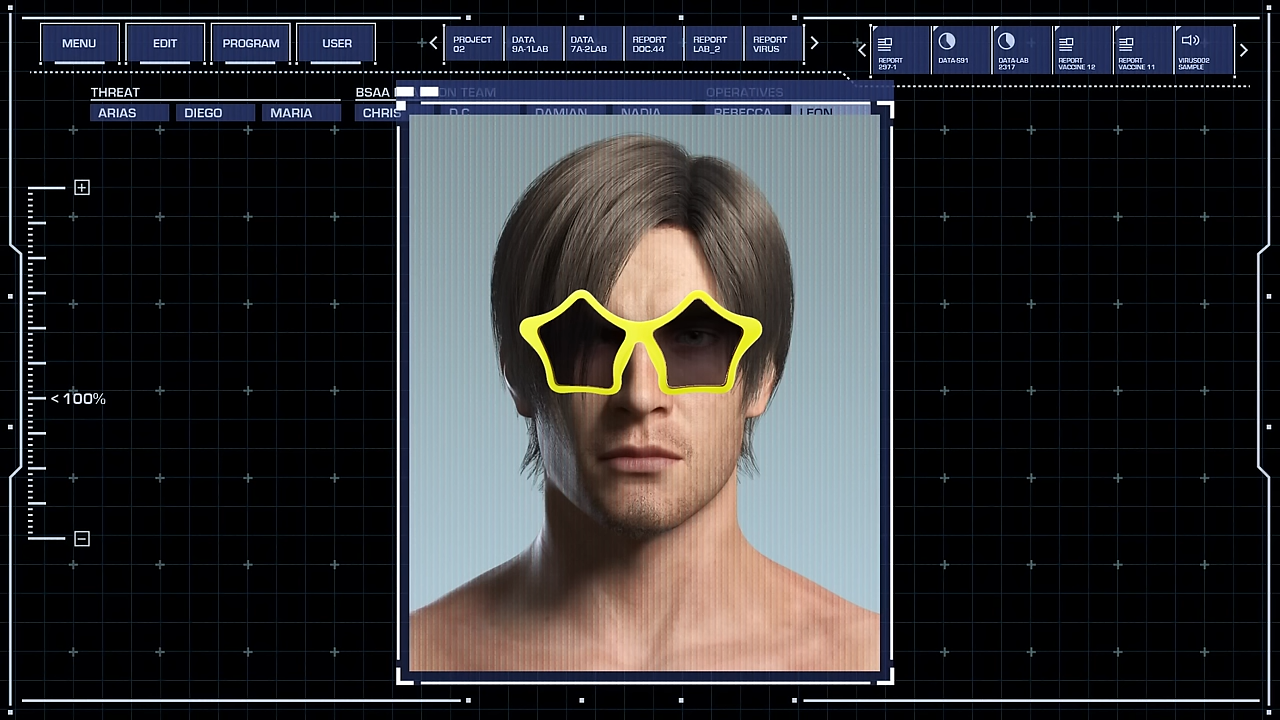 MENU
EDIT
PROGRAM
USER
PROJECT
02
DATA
9A-1LAB
DATA
7A-2LAB
REPORT
DOC.44
REPORT
LAB_2
REPORT
VIRUS
REPORT
297-1
DATA-S91
DATA-LAB
2317
REPORT
VACCINE 12
REPORT
VACCINE 11
VIRUS002
SAMPLE
THREAT
BSAA ON TEAM
OPERATIVES
ARIAS
DIEGO
MARIA
CHRIS
D.C.
DAMIAN
NADIA
REBECCA
LEON
< 100%